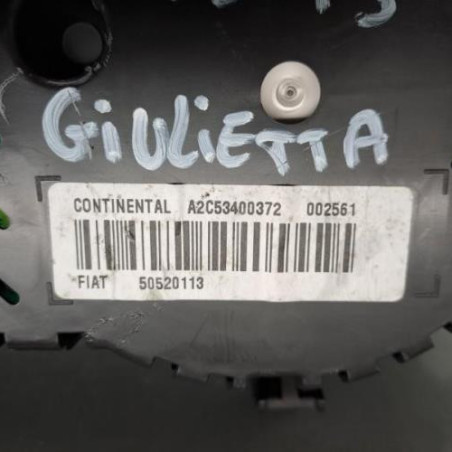 GiULiETTA
CONTINENTAL A2C53400372 002561
FIAT 50520113